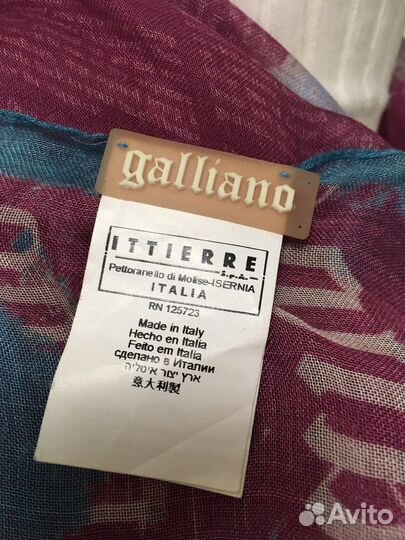 galliano
ITTIERRE
S.p.A.
Pettoranello di Molise-ISERNIA
ITALIA
RN 125723
Made in Italy
Hecho en Italia
Feito em Italia
сделано в Италии
ארץ יצור איטליה
意大利製
Avito